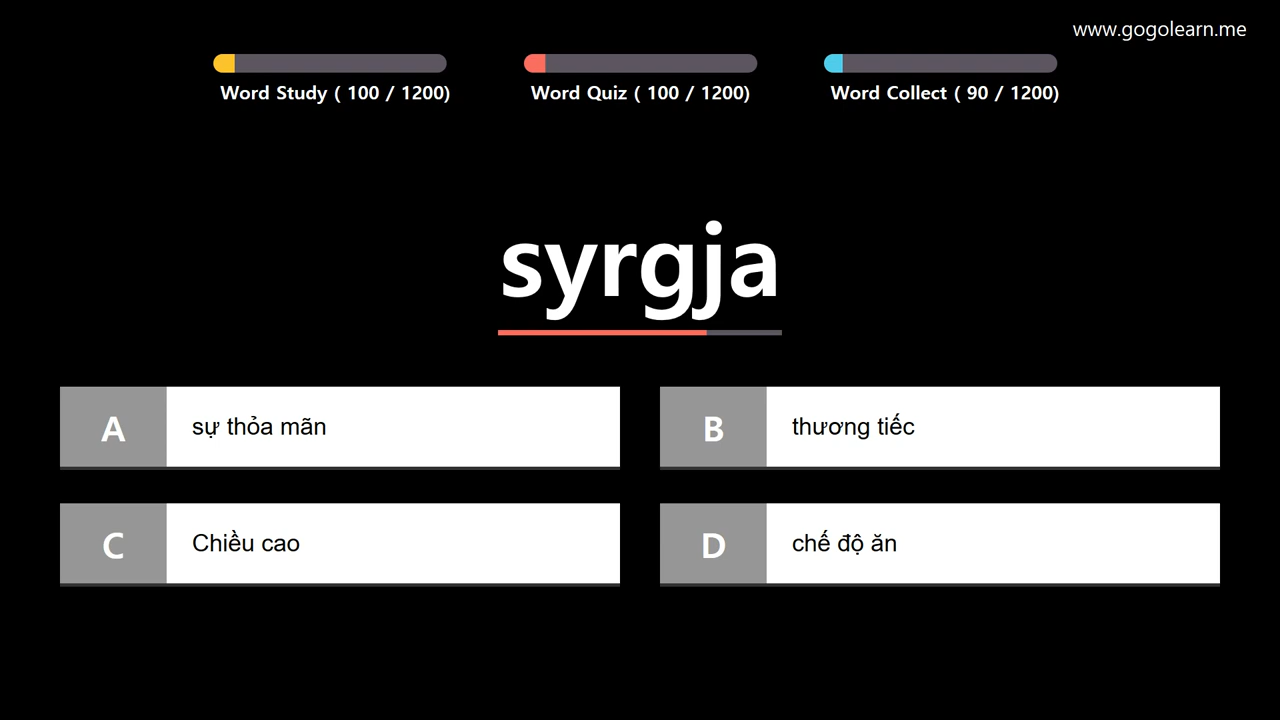 www.gogolearn.me
Word Study ( 100 / 1200)
Word Quiz ( 100 / 1200)
Word Collect ( 90 / 1200)
syrgja
A
sự thỏa mãn
B
thương tiếc
C
Chiều cao
D
chế độ ăn